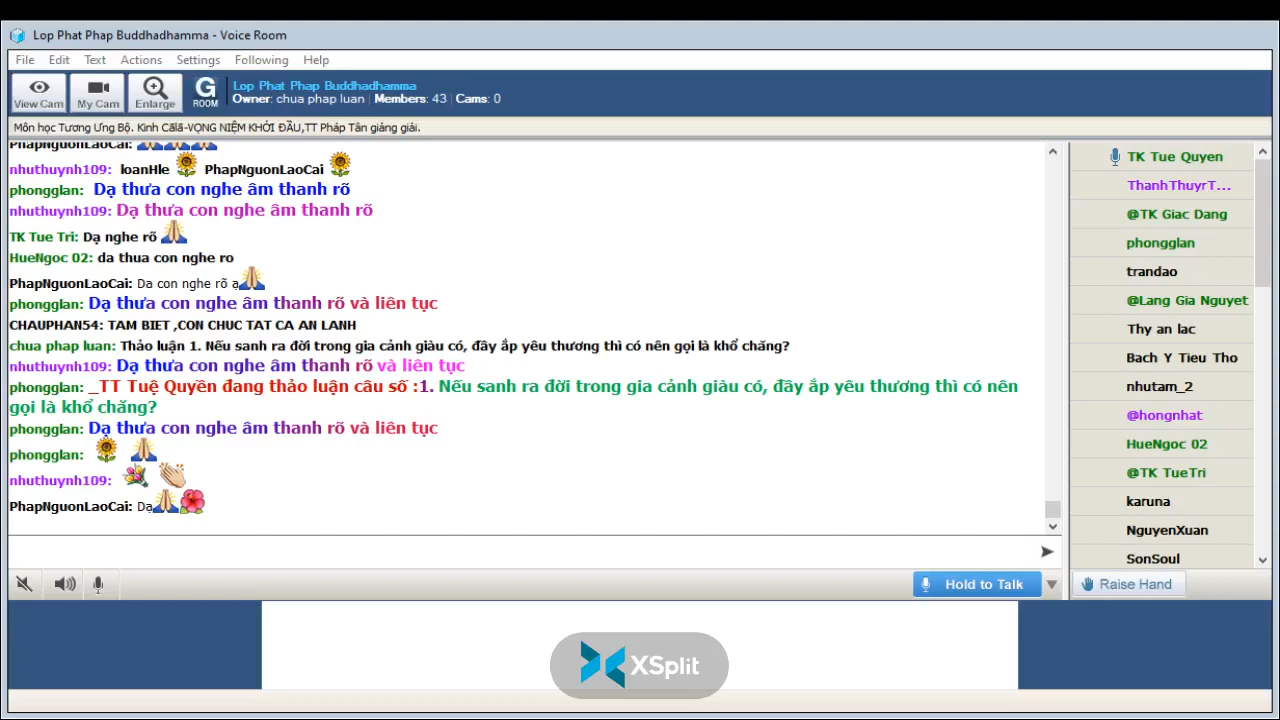 Lop Phat Phap Buddhadhamma - Voice Room
File Edit Text Actions Settings Following Help
View Cam My Cam Enlarge G ROOM
Lop Phat Phap Buddhadhamma
Owner: chua phap luan | Members: 43 | Cams: 0
Môn học Tương Ưng Bộ. Kinh Cālā-VỌNG NIỆM KHỞI ĐẦU,TT Pháp Tân giảng giải.
PhapNguonLaoCai:
nhuthuynh109: loanHle PhapNguonLaoCai
phongglan: Dạ thưa con nghe âm thanh rõ
nhuthuynh109: Dạ thưa con nghe âm thanh rõ
TK Tue Tri: Dạ nghe rõ
HueNgoc 02: da thua con nghe ro
PhapNguonLaoCai: Da con nghe rõ ạ
phongglan: Dạ thưa con nghe âm thanh rõ và liên tục
CHAUPHAN54: TAM BIET ,CON CHUC TAT CA AN LANH
chua phap luan: Thảo luận 1. Nếu sanh ra đời trong gia cảnh giàu có, đầy ắp yêu thương thì có nên gọi là khổ chăng?
nhuthuynh109: Dạ thưa con nghe âm thanh rõ và liên tục
phongglan: _TT Tuệ Quyền đang thảo luận câu số :1. Nếu sanh ra đời trong gia cảnh giàu có, đầy ắp yêu thương thì có nên
gọi là khổ chăng?
phongglan: Dạ thưa con nghe âm thanh rõ và liên tục
phongglan:
nhuthuynh109:
PhapNguonLaoCai: Dạ
TK Tue Quyen
ThanhThuyrT...
@TK Giac Dang
phongglan
trandao
@Lang Gia Nguyet
Thy an lac
Bach Y Tieu Tho
nhutam_2
@hongnhat
HueNgoc 02
@TK TueTri
karuna
NguyenXuan
SonSoul
Hold to Talk
Raise Hand
XSplit